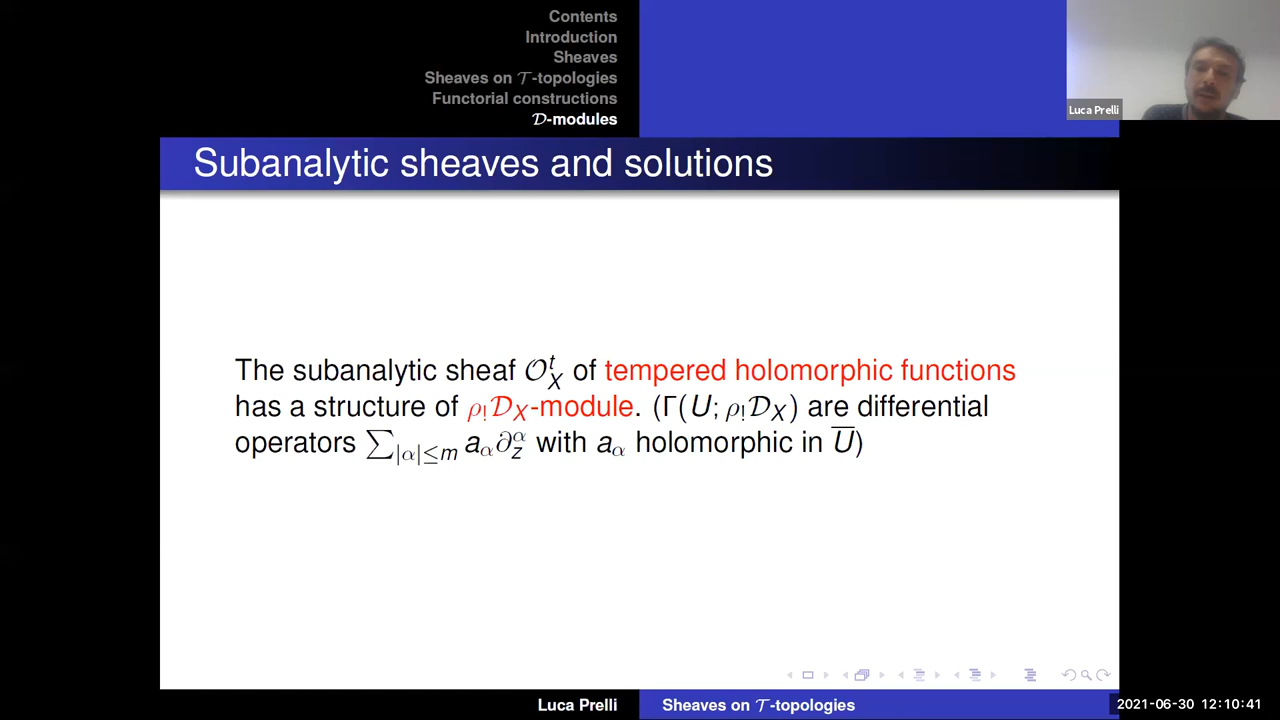 Contents
Introduction
Sheaves
Sheaves on 𝒯-topologies
Functorial constructions
𝒟-modules
Luca Prelli
Subanalytic sheaves and solutions
The subanalytic sheaf 𝒪ᵗ_X of tempered holomorphic functions
has a structure of ρ_!𝒟_X-module. (Γ(U; ρ_!𝒟_X) are differential
operators ∑_{|α|≤m} a_α∂_z^α with a_α holomorphic in U̅)
Luca Prelli
Sheaves on 𝒯-topologies
2021-06-30 12:10:41